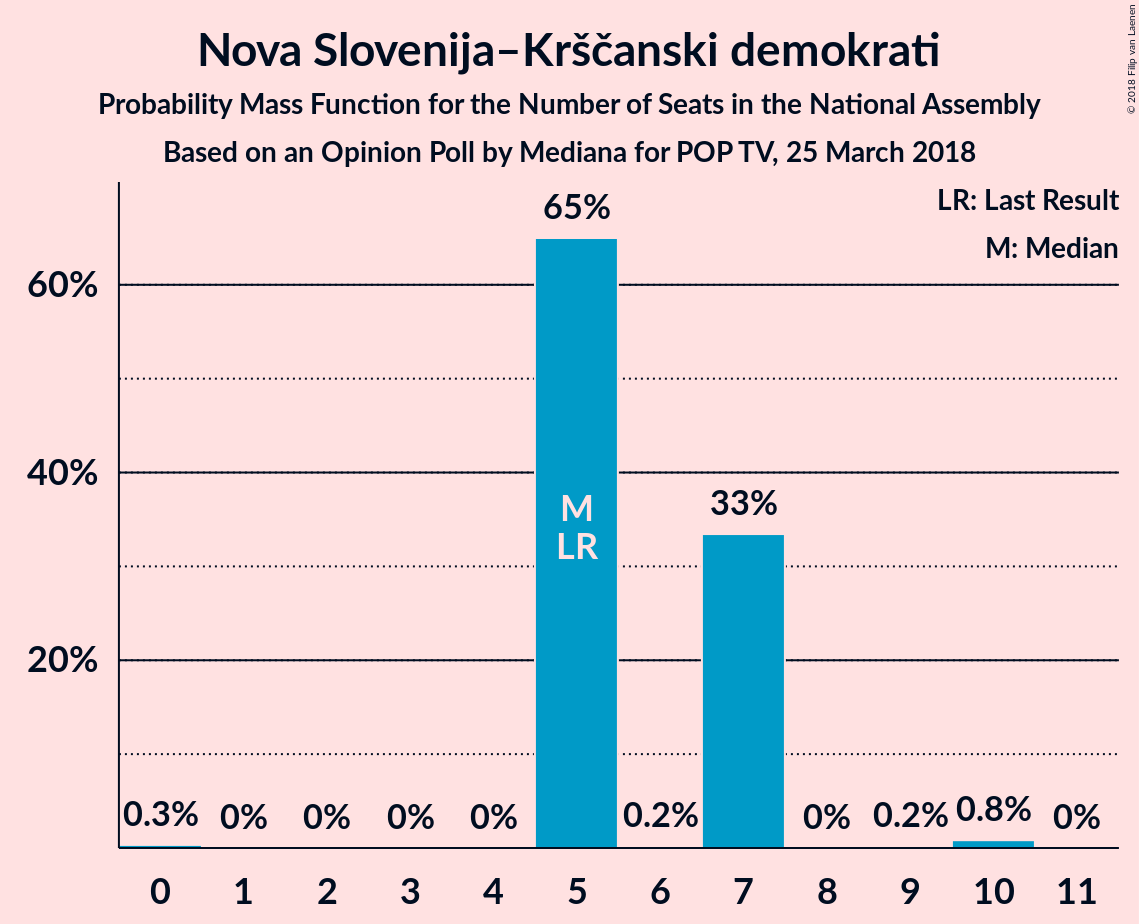 Nova Slovenija–Krščanski demokrati
Probability Mass Function for the Number of Seats in the National Assembly
Based on an Opinion Poll by Mediana for POP TV, 25 March 2018
© 2018 Filip van Laenen
LR: Last Result
M: Median
60%
40%
20%
0.3%
0%
0%
0%
0%
65%
M
LR
0.2%
33%
0%
0.2%
0.8%
0%
0 1 2 3 4 5 6 7 8 9 10 11